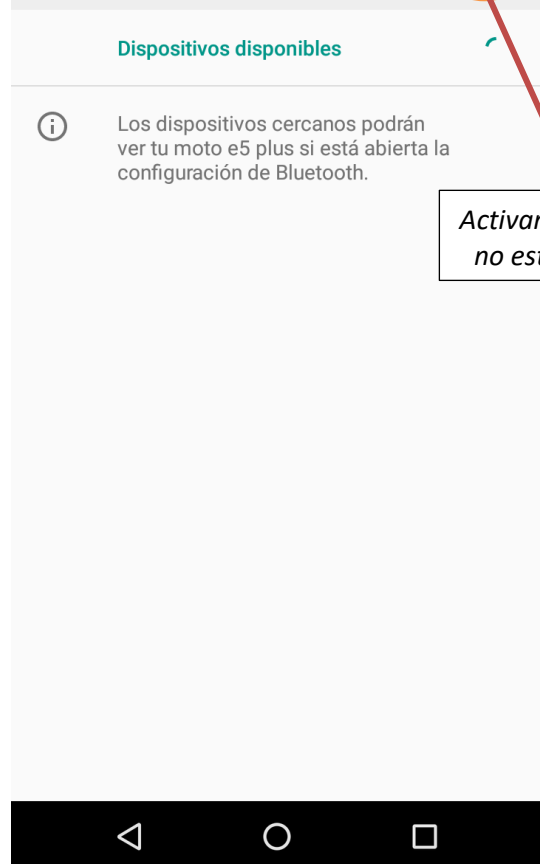 Dispositivos disponibles
Los dispositivos cercanos podrán
ver tu moto e5 plus si está abierta la
configuración de Bluetooth.
Activar
no